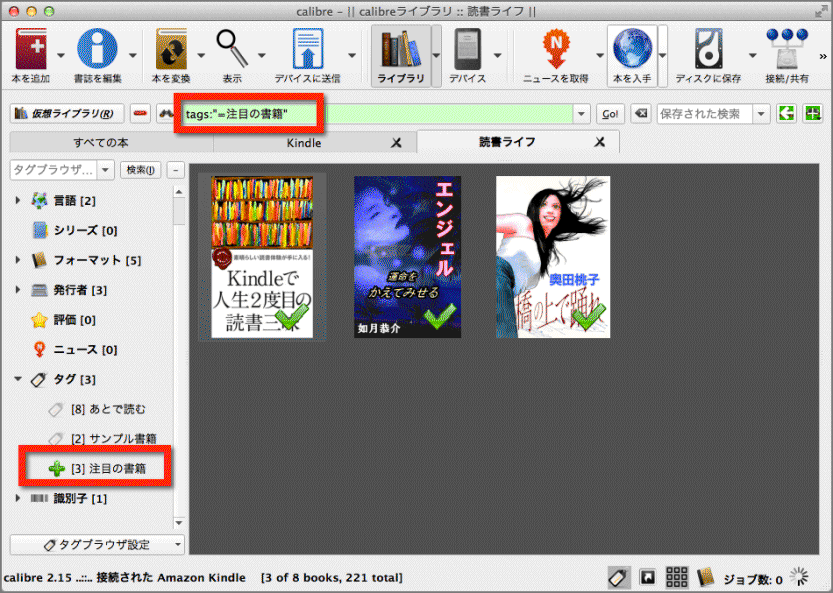 calibre - || calibreライブラリ :: 読書ライフ ||
本を追加
書誌を編集
本を変換
表示
デバイスに送信
ライブラリ
デバイス
ニュースを取得
本を入手
ディスクに保存
接続/共有
»
仮想ライブラリ(R)
tags:"=注目の書籍"
Go!
保存された検索
すべての本
Kindle
読書ライフ
タグブラウザ...
検索(I)
-
言語 [2]
シリーズ [0]
フォーマット [5]
発行者 [3]
評価 [0]
ニュース [0]
タグ [3]
[8] あとで読む
[2] サンプル書籍
[3] 注目の書籍
識別子 [1]
タグブラウザ設定
素晴らしい読書体験が手に入る!
Kindleで
人生2度目の
読書三昧
エンジェル
運命を
かえてみせる
如月恭介
奥田桃子
橋の上で踊り
calibre 2.15 ..::.. 接続された Amazon Kindle [3 of 8 books, 221 total]
ジョブ数: 0